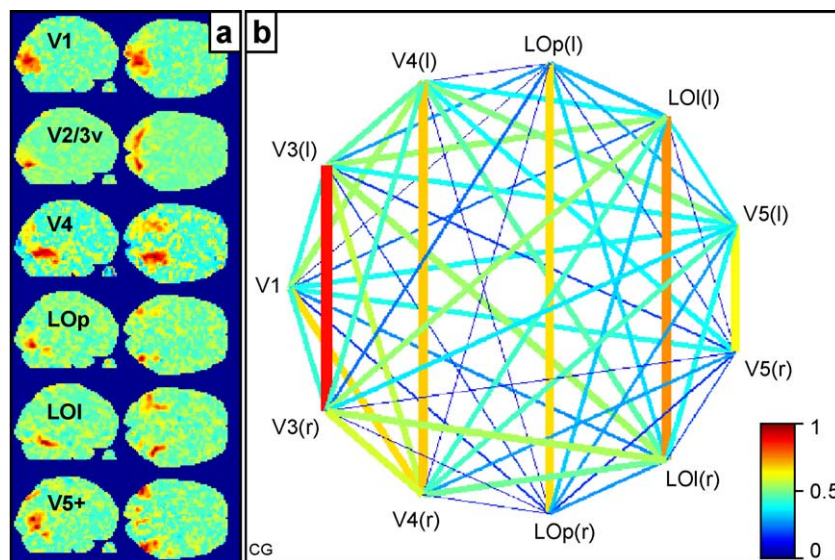 a
V1
V2/3v
V4
LOp
LOl
V5+
b
LOp(l)
V4(l)
LOl(l)
V3(l)
V5(l)
V1
V5(r)
V3(r)
LOl(r)
V4(r)
LOp(r)
1
0.5
0
CG